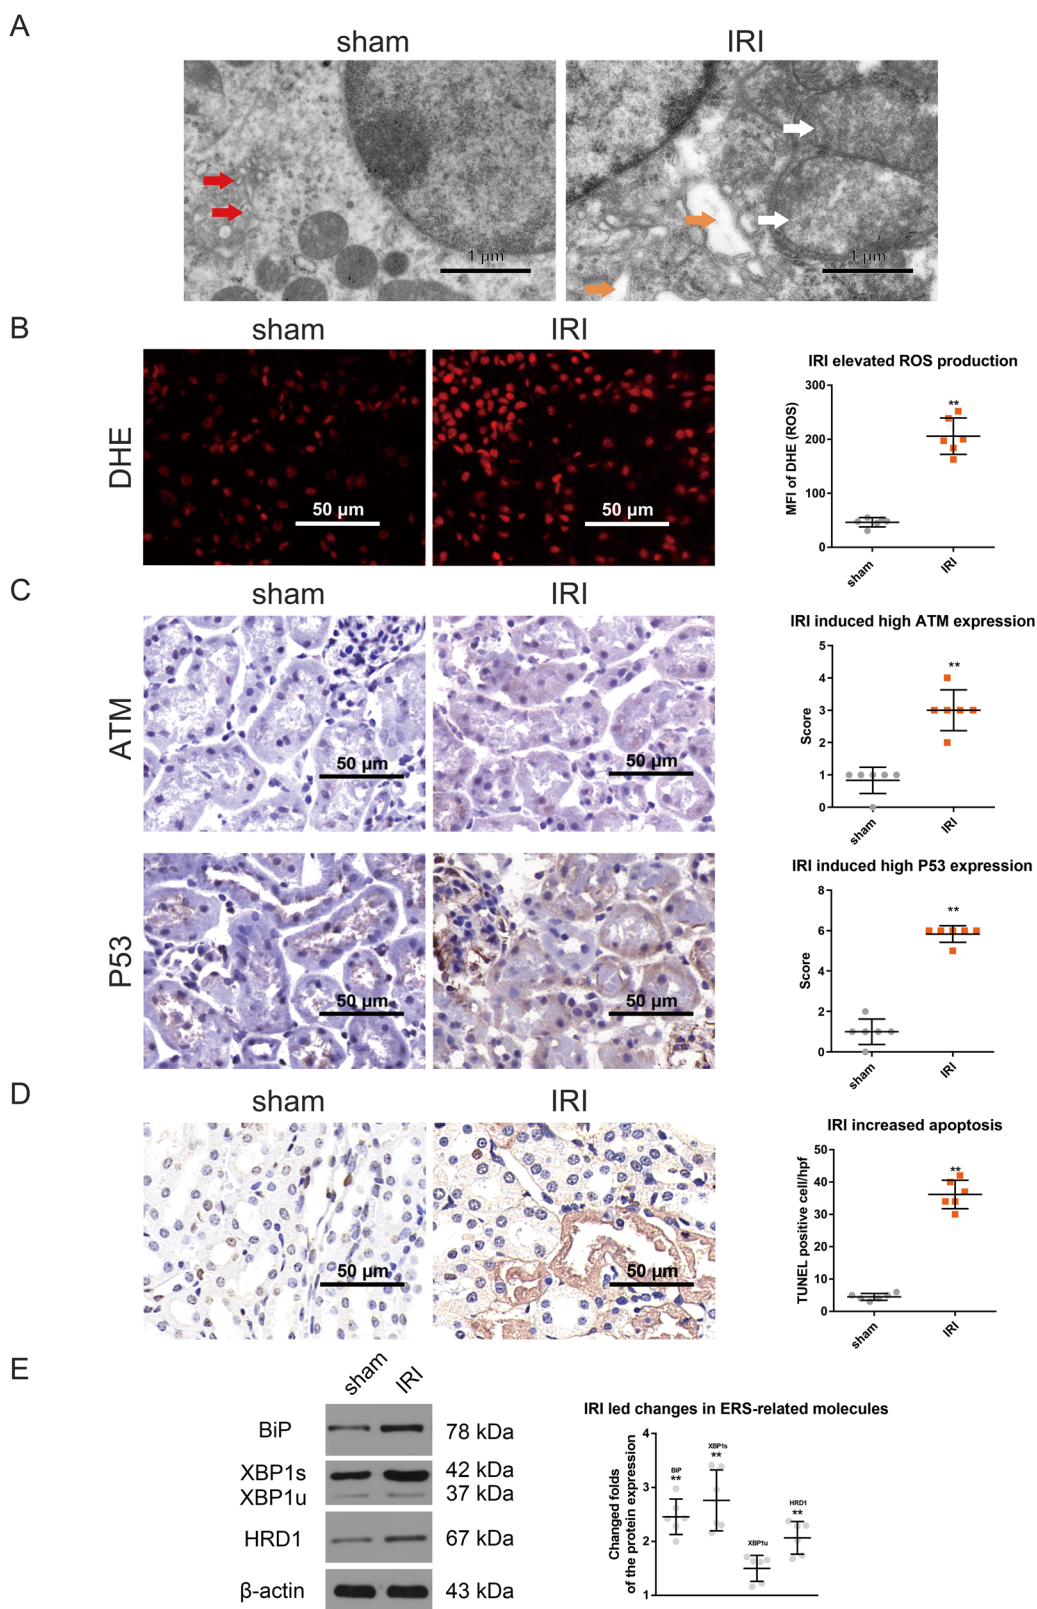 A
sham IRI
1 μm 1 μm
B
sham IRI
DHE
50 μm 50 μm
IRI elevated ROS production
MFI of DHE (ROS)
300
200
100
0
**
sham IRI
C
sham IRI
ATM
50 μm 50 μm
IRI induced high ATM expression
Score
5
4
3
2
1
0
**
sham IRI
P53
50 μm 50 μm
IRI induced high P53 expression
Score
8
6
4
2
0
**
sham IRI
D
sham IRI
50 μm 50 μm
IRI increased apoptosis
TUNEL positive cell/hpf
50
40
30
20
10
0
**
sham IRI
E
sham IRI
BiP 78 kDa
XBP1s 42 kDa
XBP1u 37 kDa
HRD1 67 kDa
β-actin 43 kDa
IRI led changes in ERS-related molecules
Changed folds
of the protein expression
4
3
2
1
BiP
**
XBP1s
**
XBP1u
HRD1
**